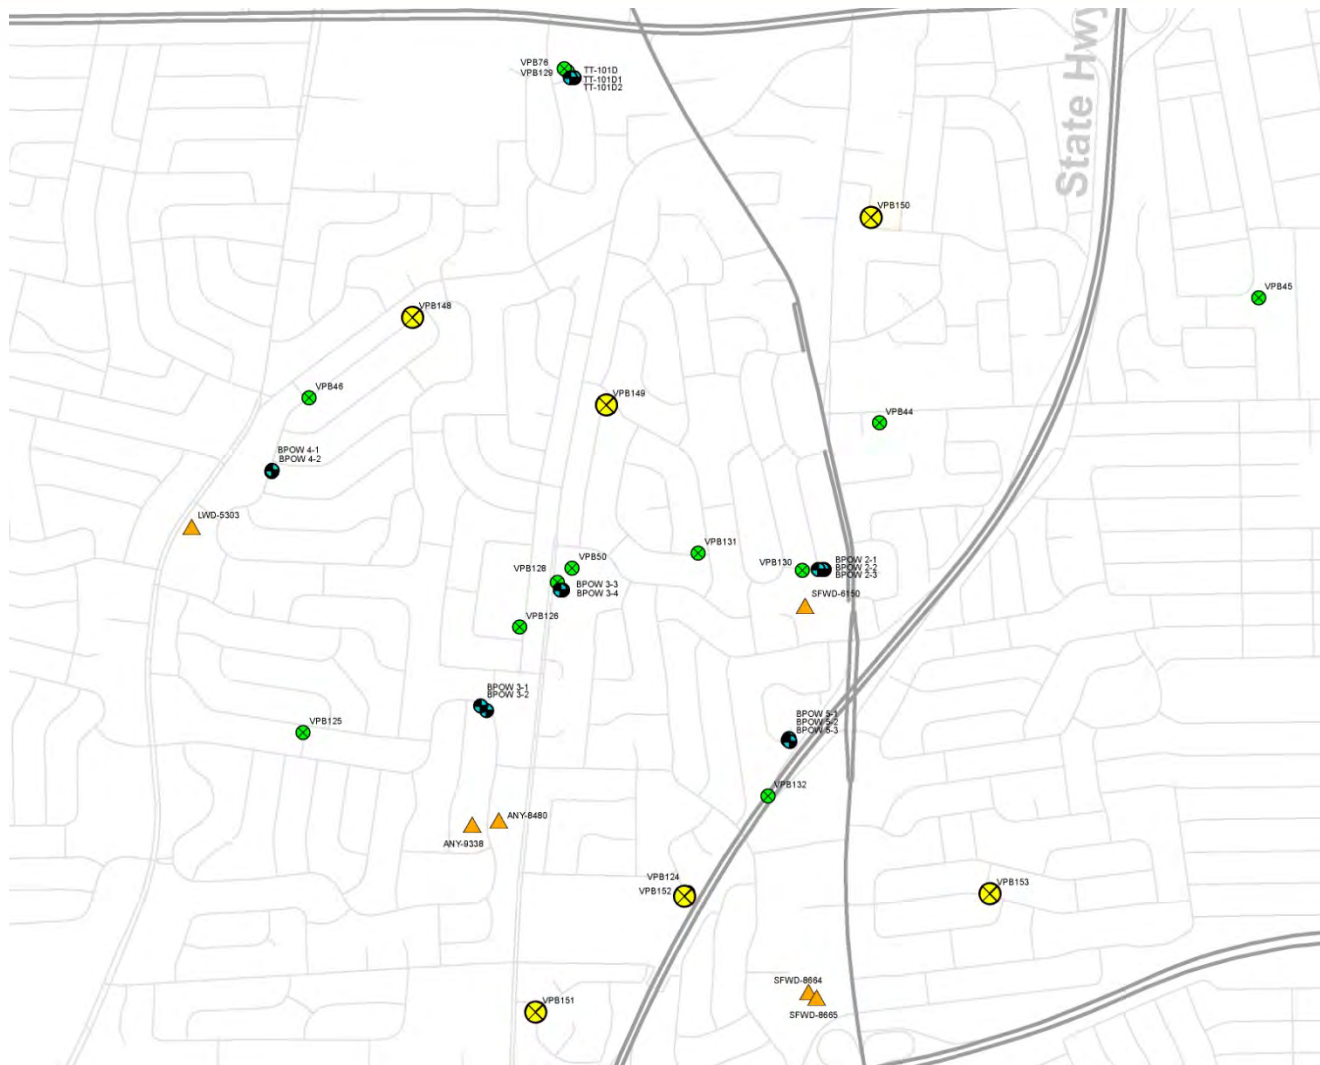 State Hwy
VPB76
VPB129
TT-101D
TT-101D1
TT-101D2
VPB150
VPB45
VPB148
VPB46
VPB149
VPB44
BPOW 4-1
BPOW 4-2
LWD-5303
VPB131
VPB50
VPB128
BPOW 3-3
BPOW 3-4
VPB130
BPOW 2-1
BPOW 2-2
BPOW 2-3
SFWD-6150
VPB126
BPOW 3-1
BPOW 3-2
BPOW 5-1
BPOW 5-2
BPOW 5-3
VPB125
VPB132
ANY-8480
ANY-9338
VPB124
VPB152
VPB153
SFWD-8664
SFWD-8665
VPB151